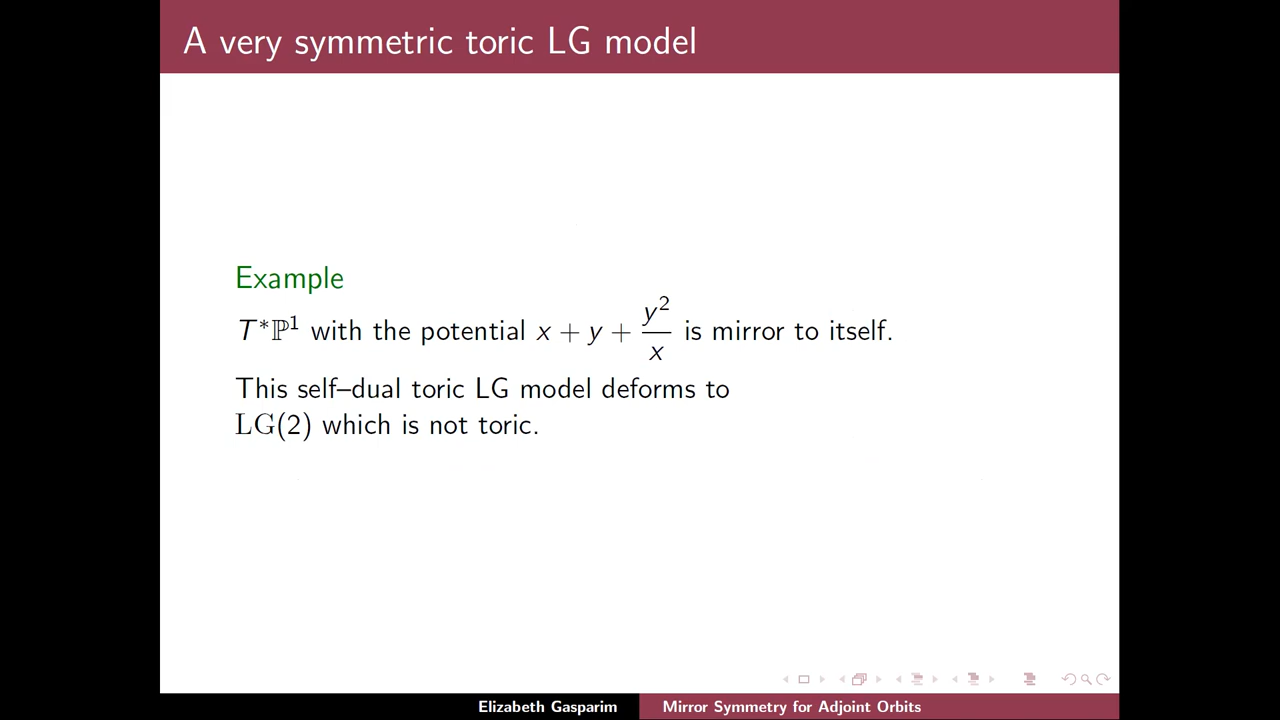 A very symmetric toric LG model
Example
T*ℙ¹ with the potential x + y + y²/x is mirror to itself.
This self–dual toric LG model deforms to
LG(2) which is not toric.
Elizabeth Gasparim
Mirror Symmetry for Adjoint Orbits